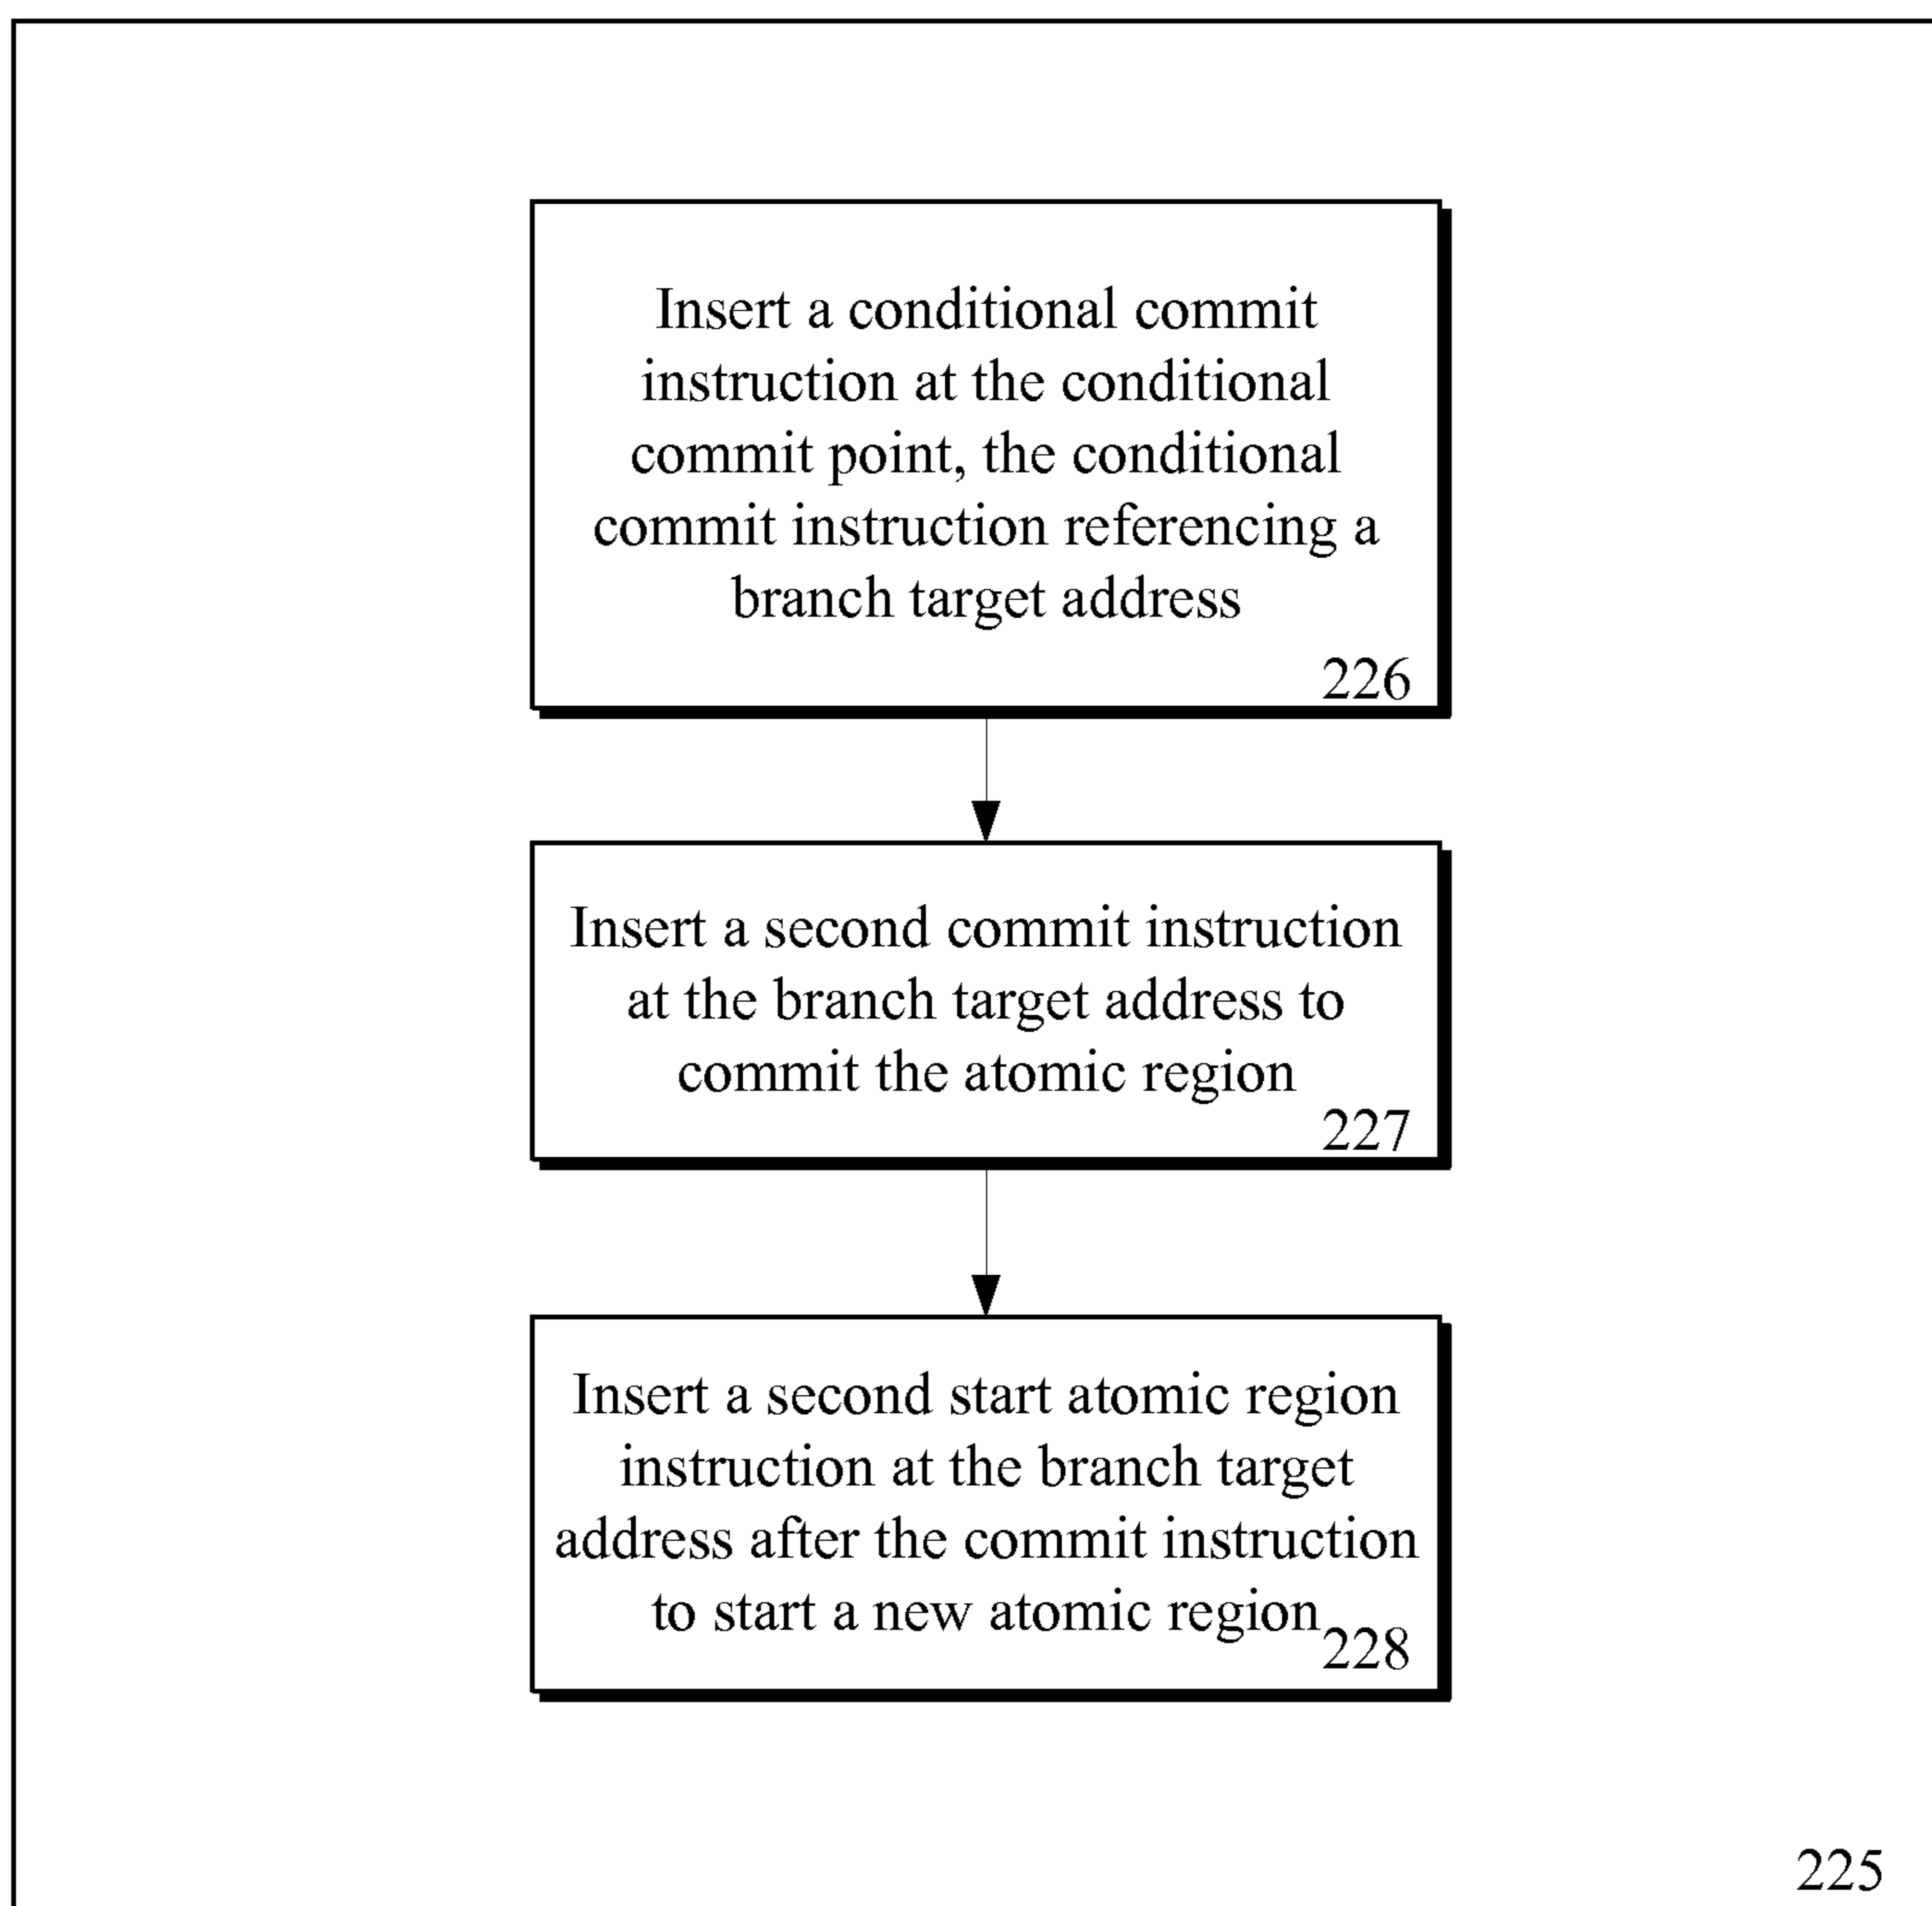 Insert a conditional commit
instruction at the conditional
commit point, the conditional
commit instruction referencing a
branch target address
226
Insert a second commit instruction
at the branch target address to
commit the atomic region
227
Insert a second start atomic region
instruction at the branch target
address after the commit instruction
to start a new atomic region
228
225